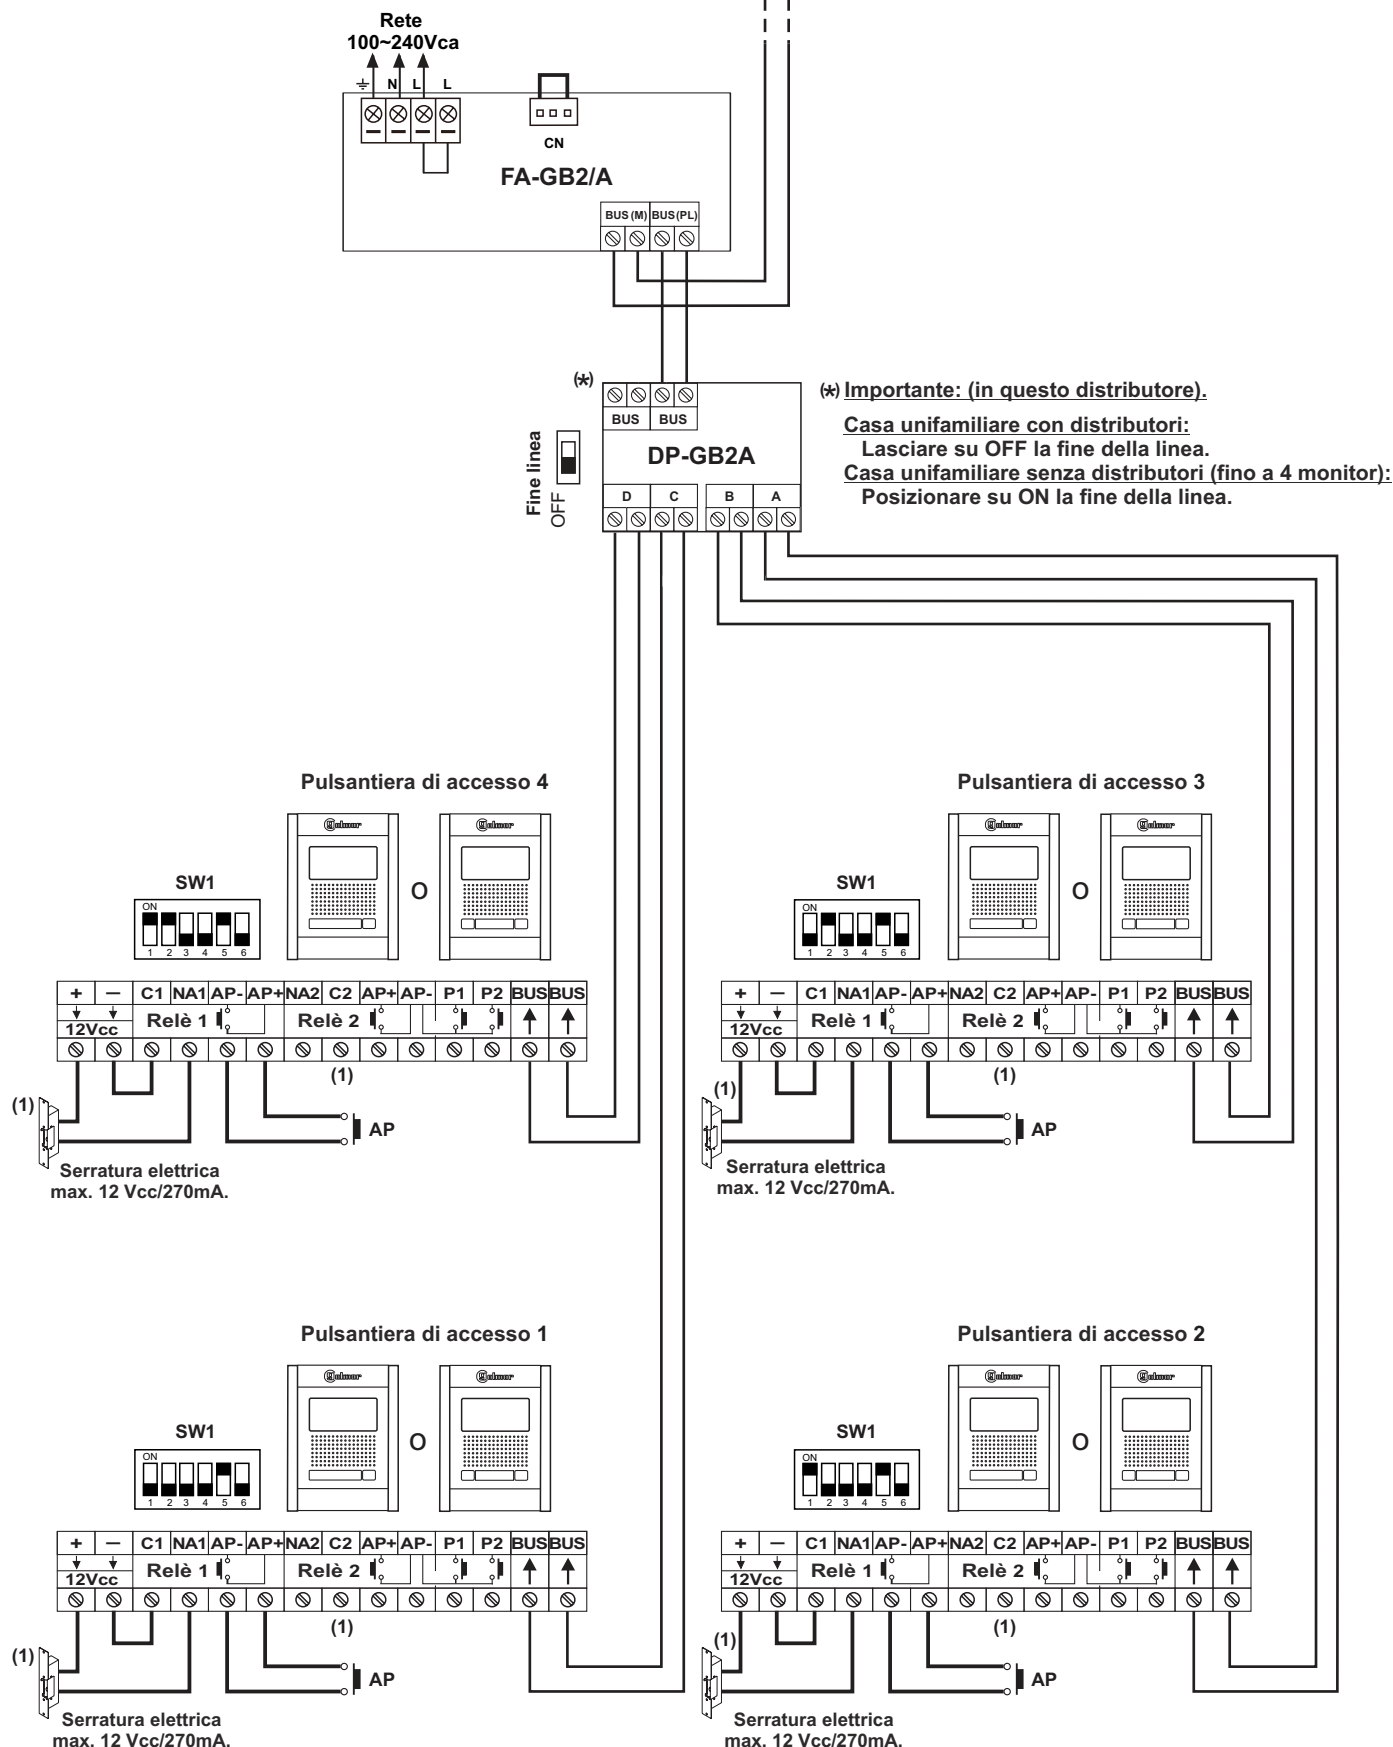 Rete
100~240Vca
N L L
CN
FA-GB2/A
BUS (M) BUS (PL)
(*)
BUS BUS
Fine linea
OFF
DP-GB2A
D C B A
(*) Importante: (in questo distributore).
Casa unifamiliare con distributori:
Lasciare su OFF la fine della linea.
Casa unifamiliare senza distributori (fino a 4 monitor):
Posizionare su ON la fine della linea.
Pulsantiera di accesso 4
Golmar Golmar
O
SW1
ON
1 2 3 4 5 6
+ — C1 NA1 AP- AP+ NA2 C2 AP+ AP- P1 P2 BUS BUS
12Vcc Relè 1 Relè 2
(1)
(1)
AP
Serratura elettrica
max. 12 Vcc/270mA.
Pulsantiera di accesso 3
Golmar Golmar
O
SW1
ON
1 2 3 4 5 6
+ — C1 NA1 AP- AP+ NA2 C2 AP+ AP- P1 P2 BUS BUS
12Vcc Relè 1 Relè 2
(1)
(1)
AP
Serratura elettrica
max. 12 Vcc/270mA.
Pulsantiera di accesso 1
Golmar Golmar
O
SW1
ON
1 2 3 4 5 6
+ — C1 NA1 AP- AP+ NA2 C2 AP+ AP- P1 P2 BUS BUS
12Vcc Relè 1 Relè 2
(1)
(1)
AP
Serratura elettrica
max. 12 Vcc/270mA.
Pulsantiera di accesso 2
Golmar Golmar
O
SW1
ON
1 2 3 4 5 6
+ — C1 NA1 AP- AP+ NA2 C2 AP+ AP- P1 P2 BUS BUS
12Vcc Relè 1 Relè 2
(1)
(1)
AP
Serratura elettrica
max. 12 Vcc/270mA.